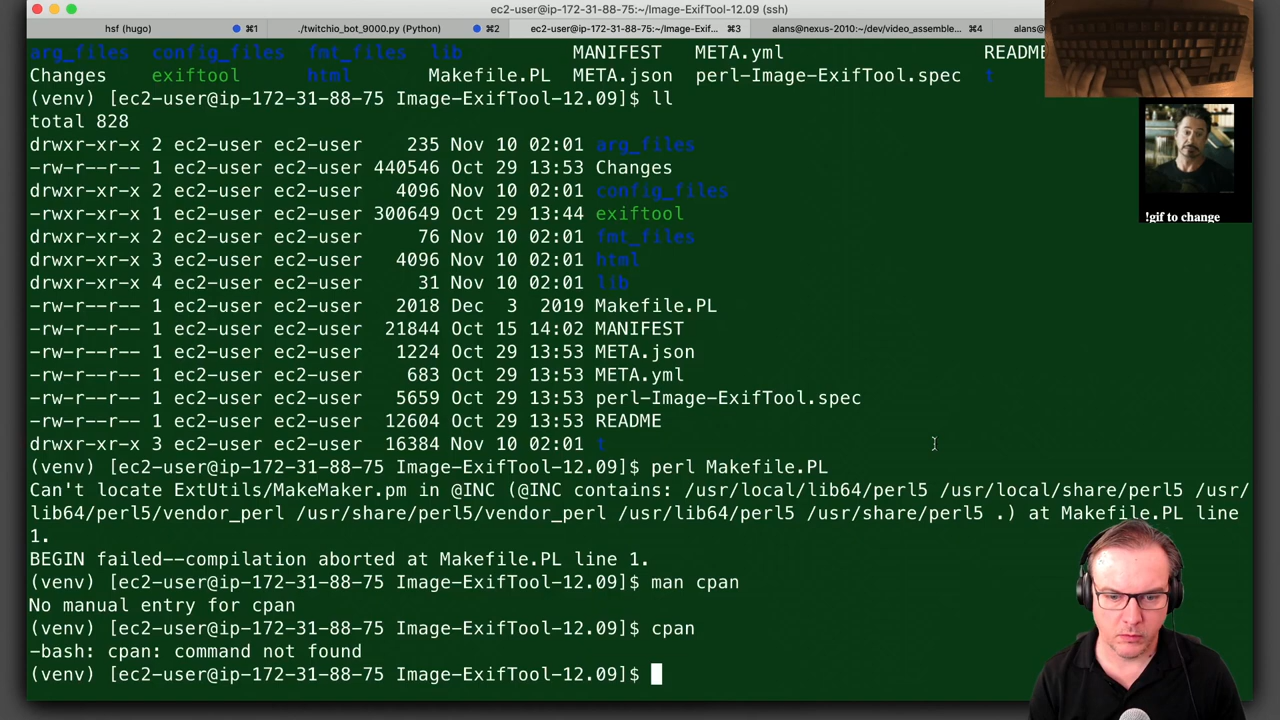 ec2-user@ip-172-31-88-75:~/Image-ExifTool-12.09 (ssh)
hsf (hugo) ⌘1 ./twitchio_bot_9000.py (Python) ⌘2 ec2-user@ip-172-31-88-75:~/Image-Exif... ⌘3 alans@nexus-2010:~/dev/video_assemble... ⌘4 alans@
arg_files config_files fmt_files lib MANIFEST META.yml README
Changes exiftool html Makefile.PL META.json perl-Image-ExifTool.spec t
(venv) [ec2-user@ip-172-31-88-75 Image-ExifTool-12.09]$ ll
total 828
drwxr-xr-x 2 ec2-user ec2-user 235 Nov 10 02:01 arg_files
-rw-r--r-- 1 ec2-user ec2-user 440546 Oct 29 13:53 Changes
drwxr-xr-x 2 ec2-user ec2-user 4096 Nov 10 02:01 config_files
-rwxr-xr-x 1 ec2-user ec2-user 300649 Oct 29 13:44 exiftool
drwxr-xr-x 2 ec2-user ec2-user 76 Nov 10 02:01 fmt_files
drwxr-xr-x 3 ec2-user ec2-user 4096 Nov 10 02:01 html
drwxr-xr-x 4 ec2-user ec2-user 31 Nov 10 02:01 lib
-rw-r--r-- 1 ec2-user ec2-user 2018 Dec 3 2019 Makefile.PL
-rw-r--r-- 1 ec2-user ec2-user 21844 Oct 15 14:02 MANIFEST
-rw-r--r-- 1 ec2-user ec2-user 1224 Oct 29 13:53 META.json
-rw-r--r-- 1 ec2-user ec2-user 683 Oct 29 13:53 META.yml
-rw-r--r-- 1 ec2-user ec2-user 5659 Oct 29 13:53 perl-Image-ExifTool.spec
-rw-r--r-- 1 ec2-user ec2-user 12604 Oct 29 13:53 README
drwxr-xr-x 3 ec2-user ec2-user 16384 Nov 10 02:01 t
(venv) [ec2-user@ip-172-31-88-75 Image-ExifTool-12.09]$ perl Makefile.PL
Can't locate ExtUtils/MakeMaker.pm in @INC (@INC contains: /usr/local/lib64/perl5 /usr/local/share/perl5 /usr/
lib64/perl5/vendor_perl /usr/share/perl5/vendor_perl /usr/lib64/perl5 /usr/share/perl5 .) at Makefile.PL line
1.
BEGIN failed--compilation aborted at Makefile.PL line 1.
(venv) [ec2-user@ip-172-31-88-75 Image-ExifTool-12.09]$ man cpan
No manual entry for cpan
(venv) [ec2-user@ip-172-31-88-75 Image-ExifTool-12.09]$ cpan
-bash: cpan: command not found
(venv) [ec2-user@ip-172-31-88-75 Image-ExifTool-12.09]$
!gif to change